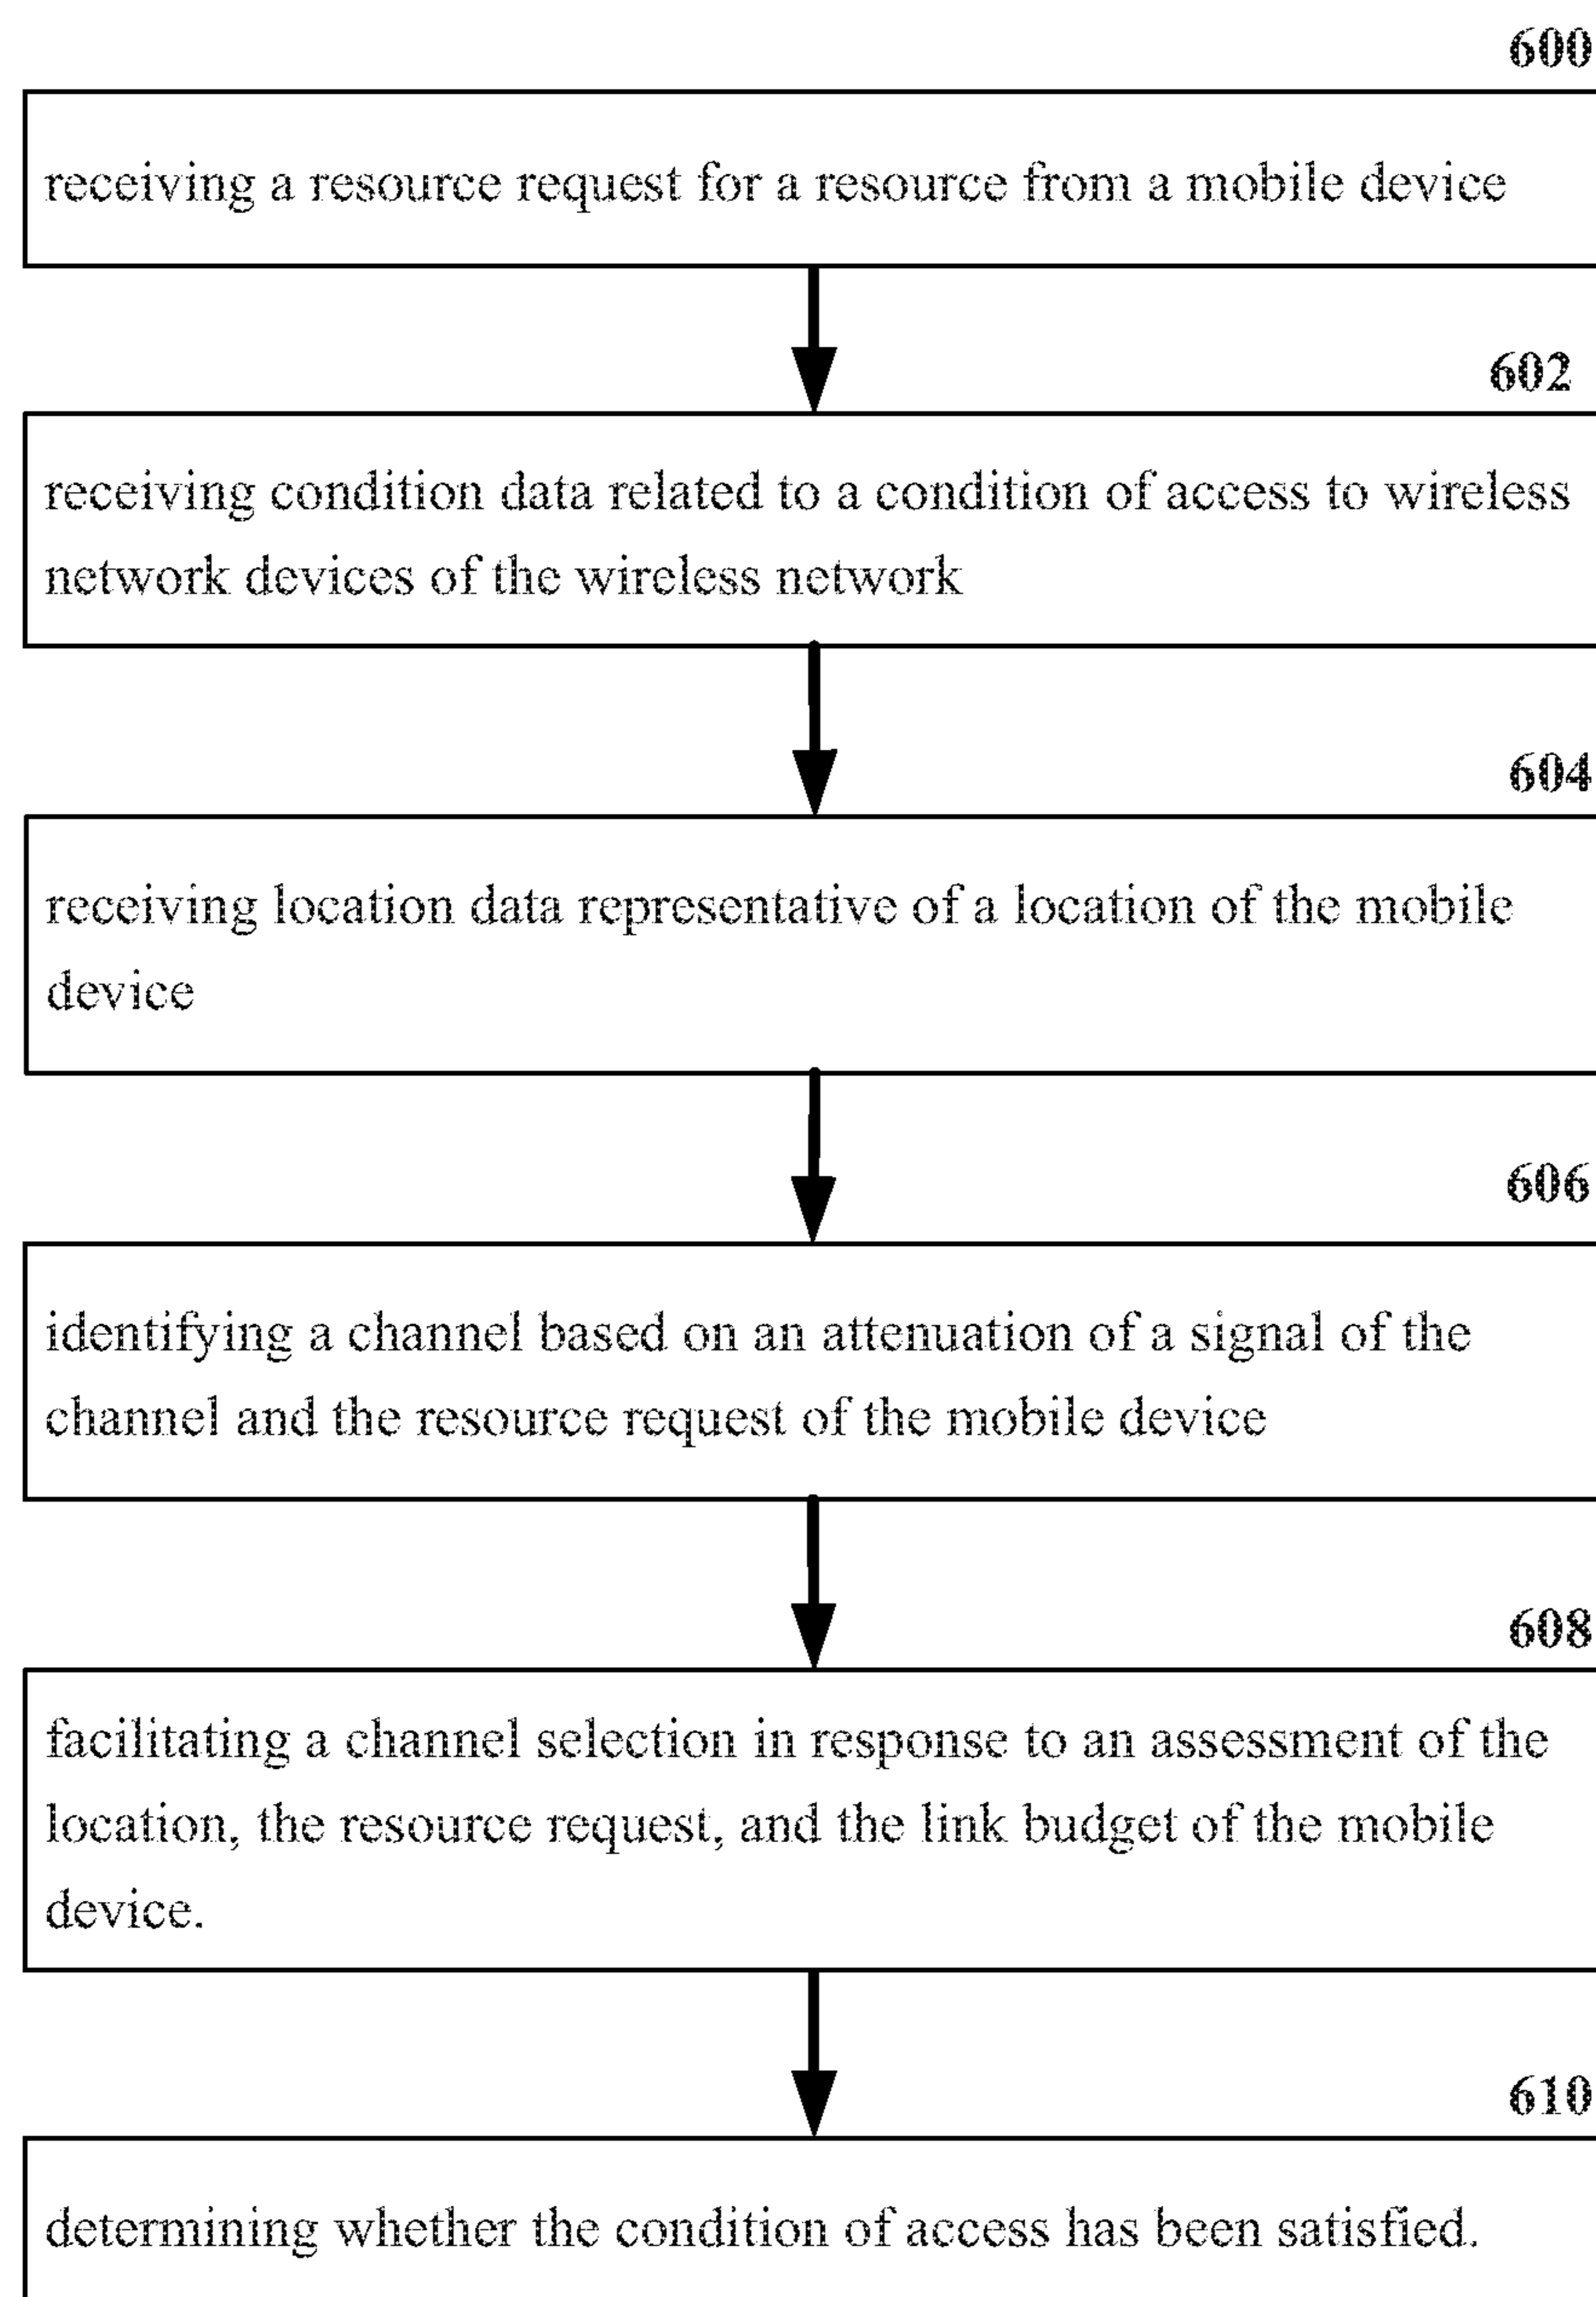 600
receiving a resource request for a resource from a mobile device
602
receiving condition data related to a condition of access to wireless
network devices of the wireless network
604
receiving location data representative of a location of the mobile
device
606
identifying a channel based on an attenuation of a signal of the
channel and the resource request of the mobile device
608
facilitating a channel selection in response to an assessment of the
location, the resource request, and the link budget of the mobile
device.
610
determining whether the condition of access has been satisfied.